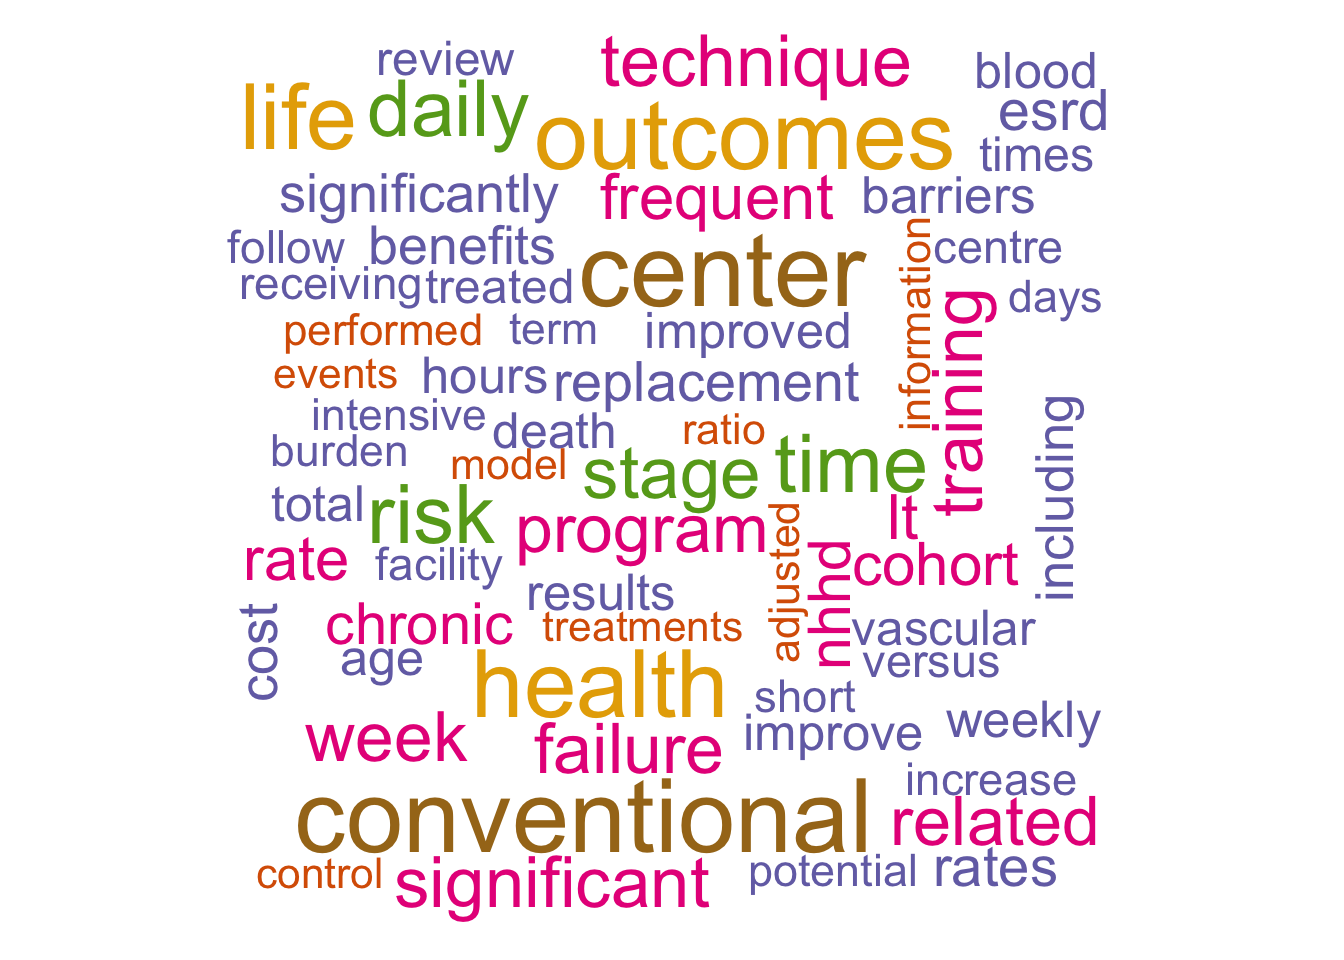 review
technique
blood
life
daily
outcomes
esrd
times
significantly
frequent
barriers
follow
benefits
center
information
centre
receiving
treated
training
days
performed
term
improved
events
hours
replacement
intensive
death
ratio
including
burden
model
stage
time
total
risk
program
adjusted
lt
rate
facility
nhhd
cohort
results
cost
chronic
treatments
vascular
age
health
versus
short
week
failure
improve
weekly
increase
conventional
related
control
significant
potential
rates